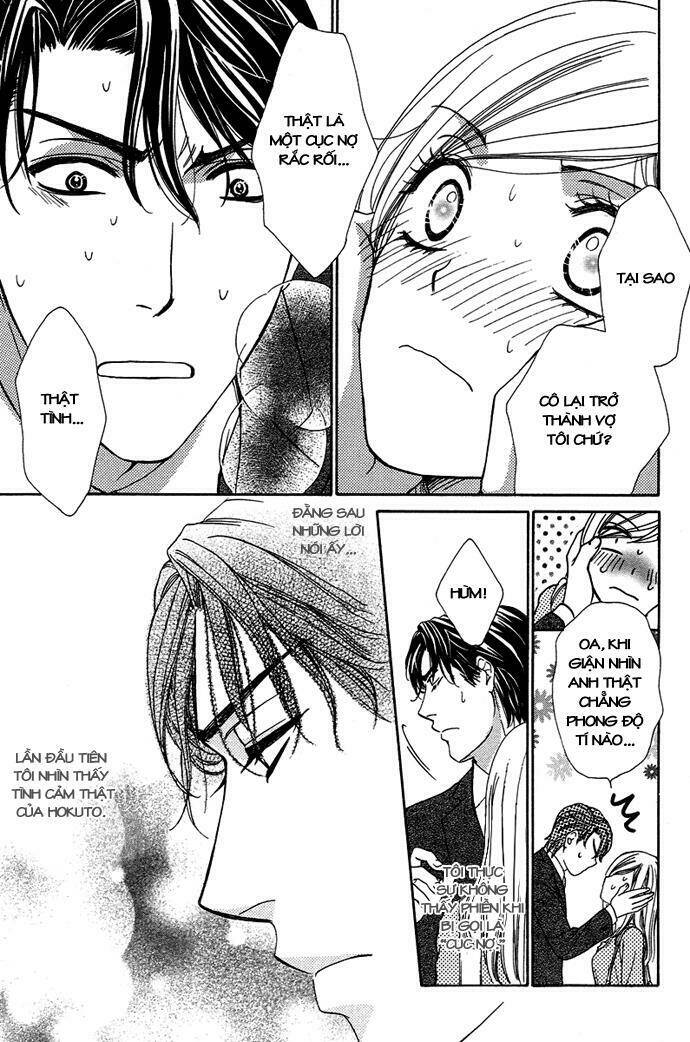 TẠI SAO
CÔ LẠI TRỞ
THÀNH VỢ
TÔI CHỨ?
THẬT LÀ
MỘT CỤC NỢ
RẮC RỐI...
THẬT
TÌNH...
OA, KHI
GIẬN NHÌN
ANH THẬT
CHẲNG
PHONG ĐỘ
TÍ NÀO...
HỪM!
TÔI THỰC
SỰ KHÔNG
THẤY PHIỀN KHI
BỊ GỌI LÀ
"CỤC NỢ."
ĐẰNG SAU
NHỮNG LỜI
NÓI ẤY...
LẦN ĐẦU TIÊN
TÔI NHÌN THẤY
TÌNH CẢM THẬT
CỦA HOKUTO.